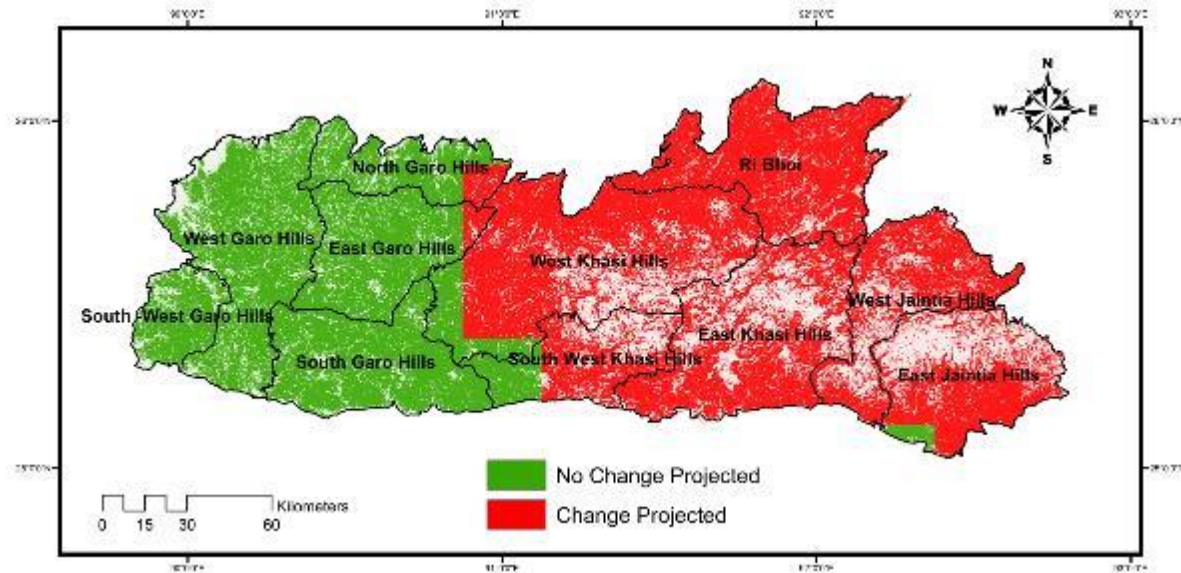 N
W E
S
North Garo Hills
Ri Bhoi
West Garo Hills
East Garo Hills
West Khasi Hills
West Jaintia Hills
South West Garo Hills
East Khasi Hills
South Garo Hills
South West Khasi Hills
East Jaintia Hills
No Change Projected
Change Projected
Kilometers
0 15 30 60